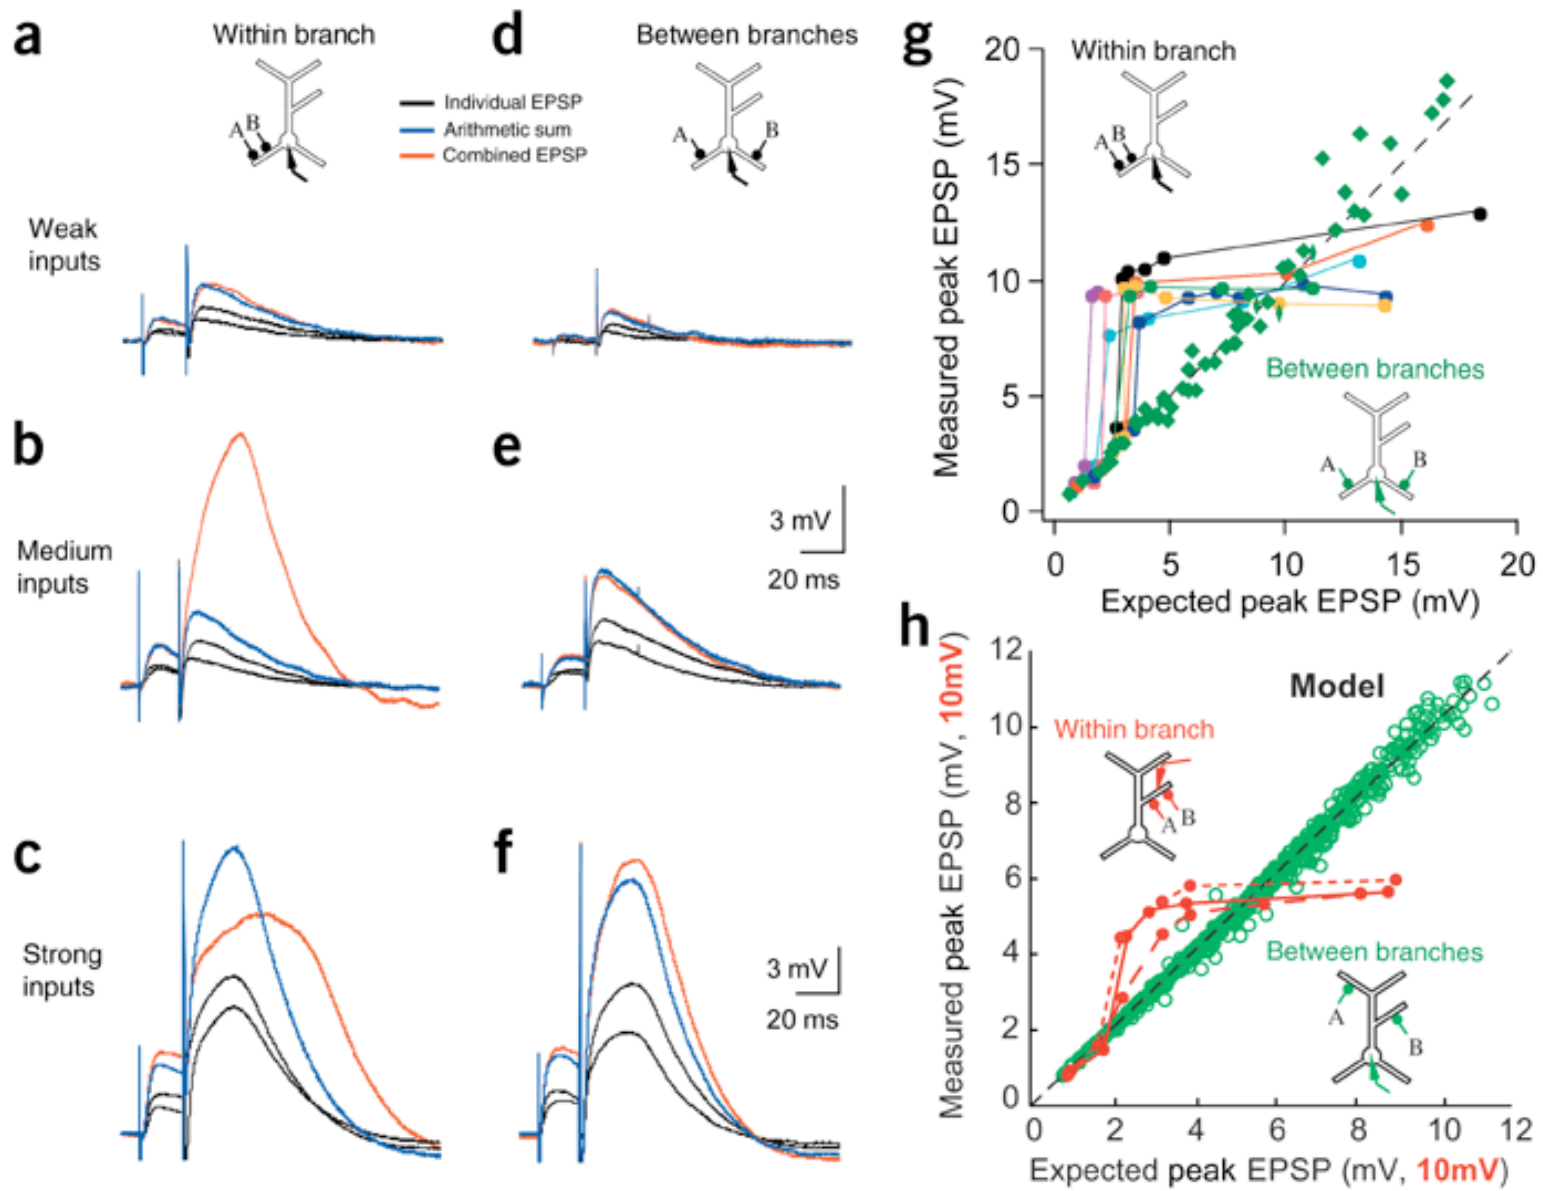 a
Within branch
A
B
Individual EPSP
Arithmetic sum
Combined EPSP
d
Between branches
A
B
Weak
inputs
b
e
3 mV
20 ms
Medium
inputs
c
f
Strong
inputs
3 mV
20 ms
g
Within branch
A
B
Between branches
A
B
Measured peak EPSP (mV)
20
15
10
5
0
0 5 10 15 20
Expected peak EPSP (mV)
h
Model
Within branch
A
B
Between branches
A
B
Measured peak EPSP (mV, 10mV)
12
10
8
6
4
2
0
0 2 4 6 8 10 12
Expected peak EPSP (mV, 10mV)